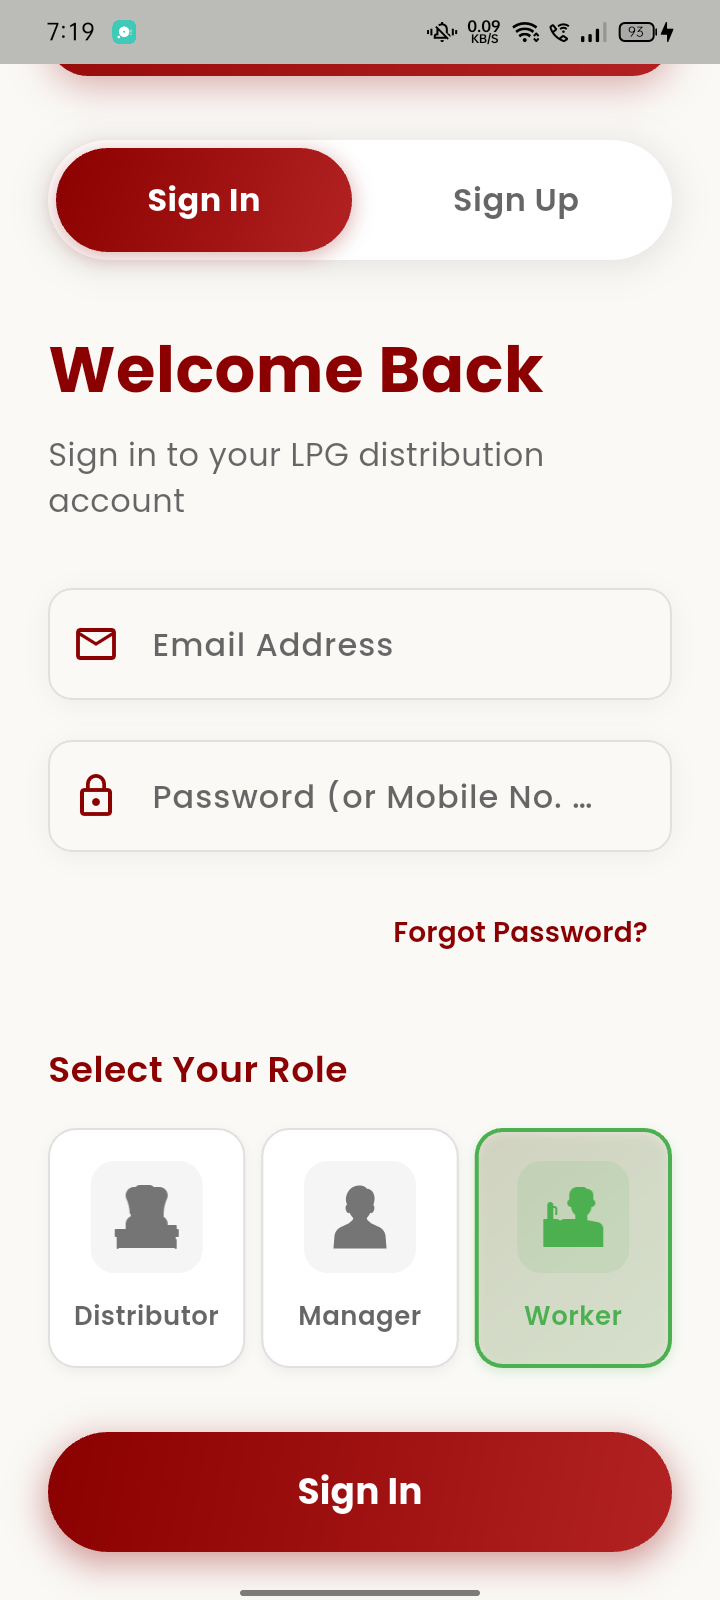 7:19
0.09
KB/S
93
Sign In
Sign Up
Welcome Back
Sign in to your LPG distribution
account
Email Address
Password (or Mobile No. ...
Forgot Password?
Select Your Role
Distributor
Manager
Worker
Sign In